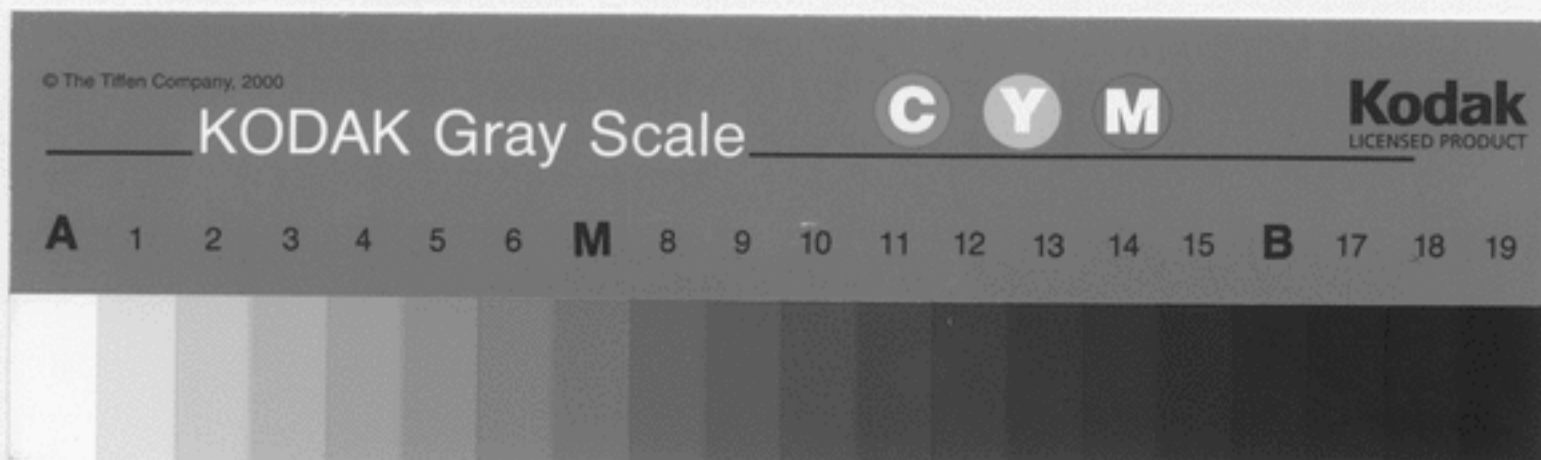 © The Tiffen Company, 2000
KODAK Gray Scale
C Y M
Kodak
LICENSED PRODUCT
A 1 2 3 4 5 6 M 8 9 10 11 12 13 14 15 B 17 18 19